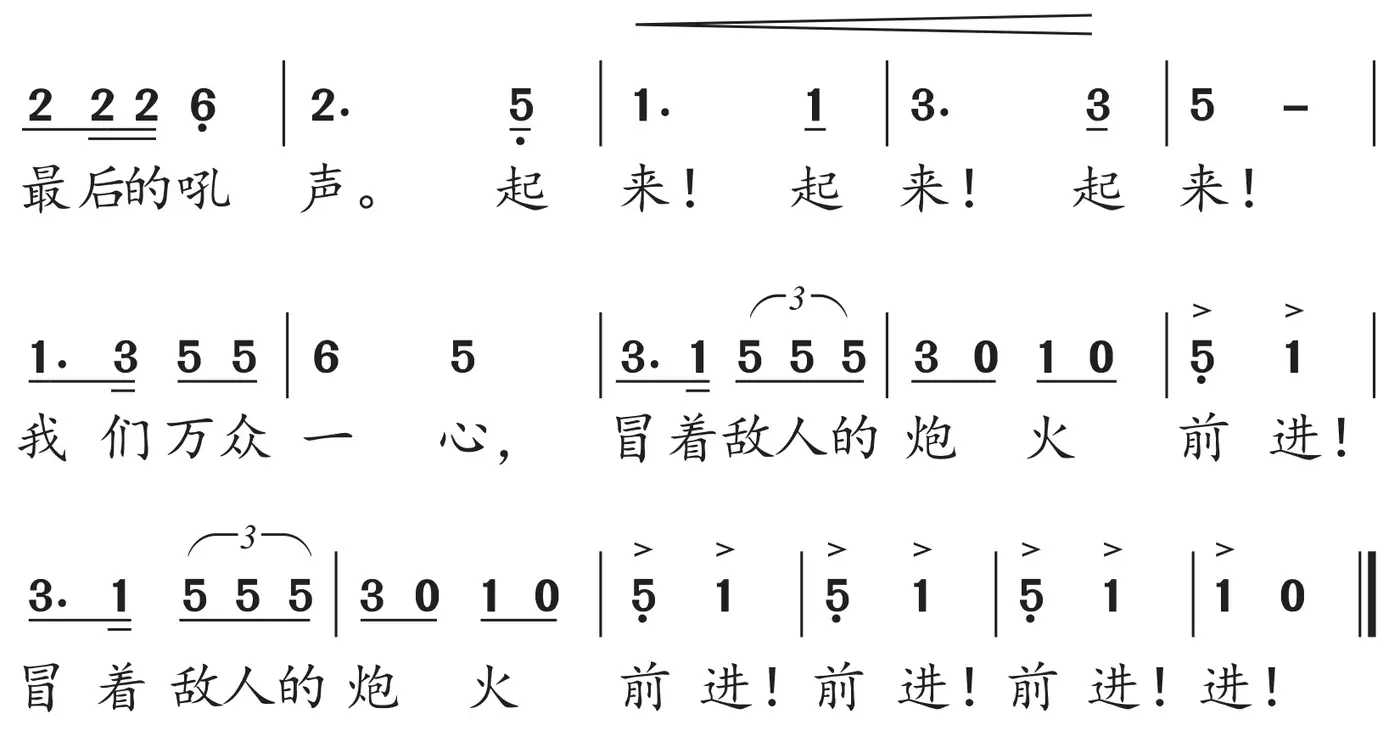 2 2 2 6 | 2. 5 | 1. 1 | 3. 3 | 5 – |
最后的吼 声。 起 来！ 起 来！ 起 来！
3
1. 3 5 5 | 6 5 | 3. 1 5 5 5 | 3 0 1 0 | 5 1 |
我 们 万 众 一 心， 冒着敌人的 炮 火 前 进！
3
3. 1 5 5 5 | 3 0 1 0 | 5 1 | 5 1 | 5 1 | 1 0 ‖
冒 着 敌人的 炮 火 前 进！前 进！前 进！进！